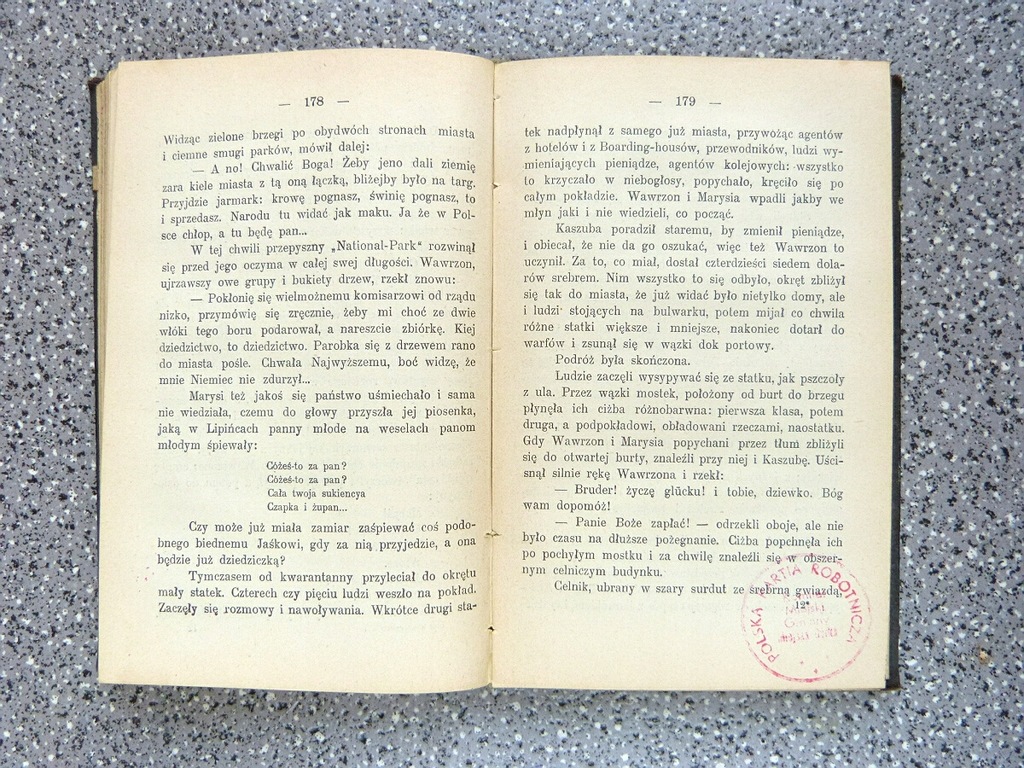 — 178 —
Widząc zielone brzegi po obydwóch stronach miasta
i ciemne smugi parków, mówił dalej:
— A no! Chwalić Boga! Żeby jeno dali ziemię
zara kiele miasta z tą oną łączką, bliżejby było na targ.
Przyjdzie jarmark: krowę pognasz, świnię pognasz, to
i sprzedasz. Narodu tu widać jak maku. Ja że w Pol-
sce chłop, a tu będę pan...
W tej chwili przepyszny „National-Park“ rozwinął
się przed jego oczyma w całej swej długości. Wawrzon,
ujrzawszy owe grupy i bukiety drzew, rzekł znowu:
— Pokłonię się wielmożnemu komisarzowi od rządu
nizko, przymówię się zręcznie, żeby mi choć ze dwie
włóki tego boru podarował, a nareszcie zbiórkę. Kiej
dziedzictwo, to dziedzictwo. Parobka się z drzewem rano
do miasta pośle. Chwała Najwyższemu, boć widzę, że
mnie Niemiec nie zdurzył...
Marysi też jakoś się państwo uśmiechało i sama
nie wiedziała, czemu do głowy przyszła jej piosenka,
jaką w Lipińcach panny młode na weselach panom
młodym śpiewały:
Cóżeś-to za pan?
Cóżeś-to za pan?
Cała twoja sukiencya
Czapka i żupan...
Czy może już miała zamiar zaśpiewać coś podo-
bnego biednemu Jaśkowi, gdy za nią przyjedzie, a ona
będzie już dziedziczką?
Tymczasem od kwarantanny przyleciał do okrętu
mały statek. Czterech czy pięciu ludzi weszło na pokład.
Zaczęły się rozmowy i nawoływania. Wkrótce drugi sta-
— 179 —
tek nadpłynął z samego już miasta, przywożąc agentów
z hotelów i z Boarding-housów, przewodników, ludzi wy-
mieniających pieniądze, agentów kolejowych: wszystko
to krzyczało w niebogłosy, popychało, kręciło się po
całym pokładzie. Wawrzon i Marysia wpadli jakby we
młyn jaki i nie wiedzieli, co począć.
Kaszuba poradził staremu, by zmienił pieniądze,
i obiecał, że nie da go oszukać, więc też Wawrzon to
uczynił. Za to, co miał, dostał czterdzieści siedem dola-
rów srebrem. Nim wszystko to się odbyło, okręt zbliżył
się tak do miasta, że już widać było nietylko domy, ale
i ludzi stojących na bulwarku, potem mijał co chwila
różne statki większe i mniejsze, nakoniec dotarł do
warfów i zsunął się w wązki dok portowy.
Podróż była skończona.
Ludzie zaczęli wysypywać się ze statku, jak pszczoły
z ula. Przez wązki mostek, położony od burt do brzegu
płynęła ich ciżba różnobarwna: pierwsza klasa, potem
druga, a podpokładowi, obładowani rzeczami, naostatku.
Gdy Wawrzon i Marysia popychani przez tłum zbliżyli
się do otwartej burty, znaleźli przy niej i Kaszubę. Uści-
snął silnie rękę Wawrzona i rzekł:
— Bruder! życzę glücku! i tobie, dziewko. Bóg
wam dopomóż!
— Panie Boże zapłać! — odrzekli oboje, ale nie
było czasu na dłuższe pożegnanie. Ciżba popchnęła ich
po pochyłym mostku i za chwilę znaleźli się w obszer-
nym celniczym budynku.
Celnik, ubrany w szary surdut ze srebrną gwiazdą,
12*
POLSKA PARTIA ROBOTNICZA